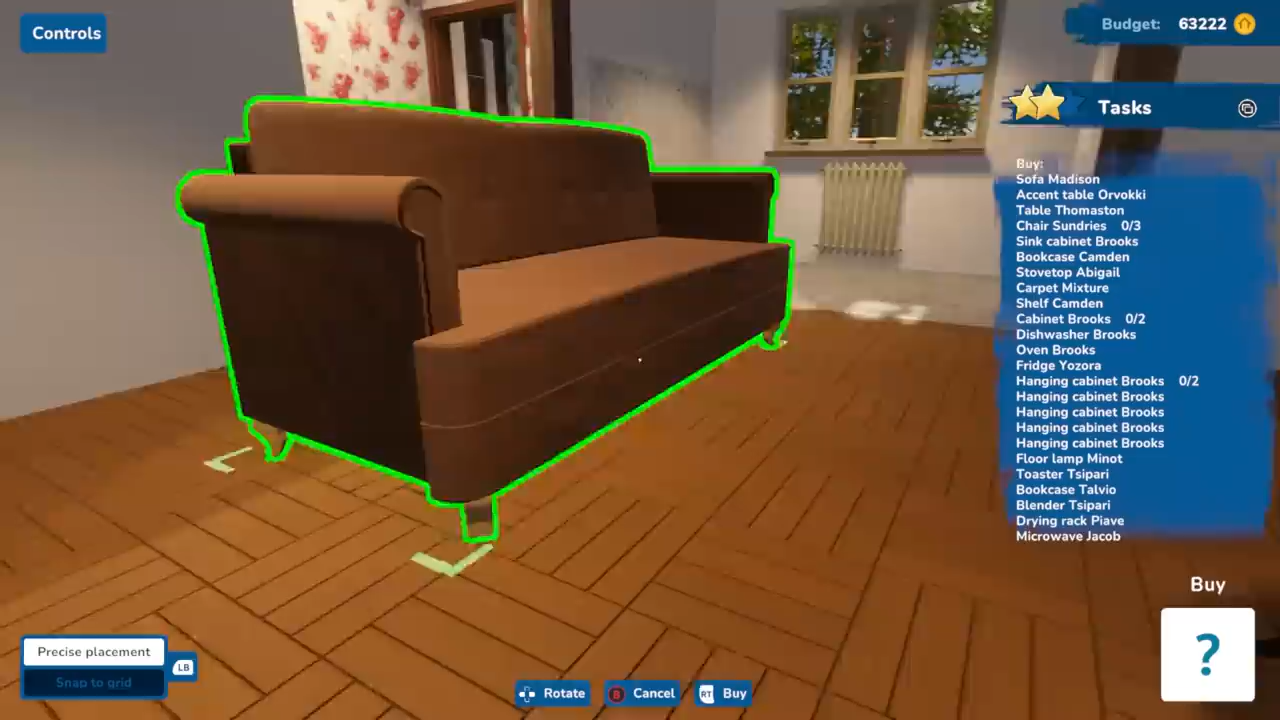 Controls
Budget: 63222
Tasks
Buy:
Sofa Madison
Accent table Orvokki
Table Thomaston
Chair Sundries 0/3
Sink cabinet Brooks
Bookcase Camden
Stovetop Abigail
Carpet Mixture
Shelf Camden
Cabinet Brooks 0/2
Dishwasher Brooks
Oven Brooks
Fridge Yozora
Hanging cabinet Brooks 0/2
Hanging cabinet Brooks
Hanging cabinet Brooks
Hanging cabinet Brooks
Hanging cabinet Brooks
Floor lamp Minot
Toaster Tsipari
Bookcase Talvio
Blender Tsipari
Drying rack Piave
Microwave Jacob
Buy
?
Precise placement
LB
Snap to grid
Rotate B Cancel RT Buy